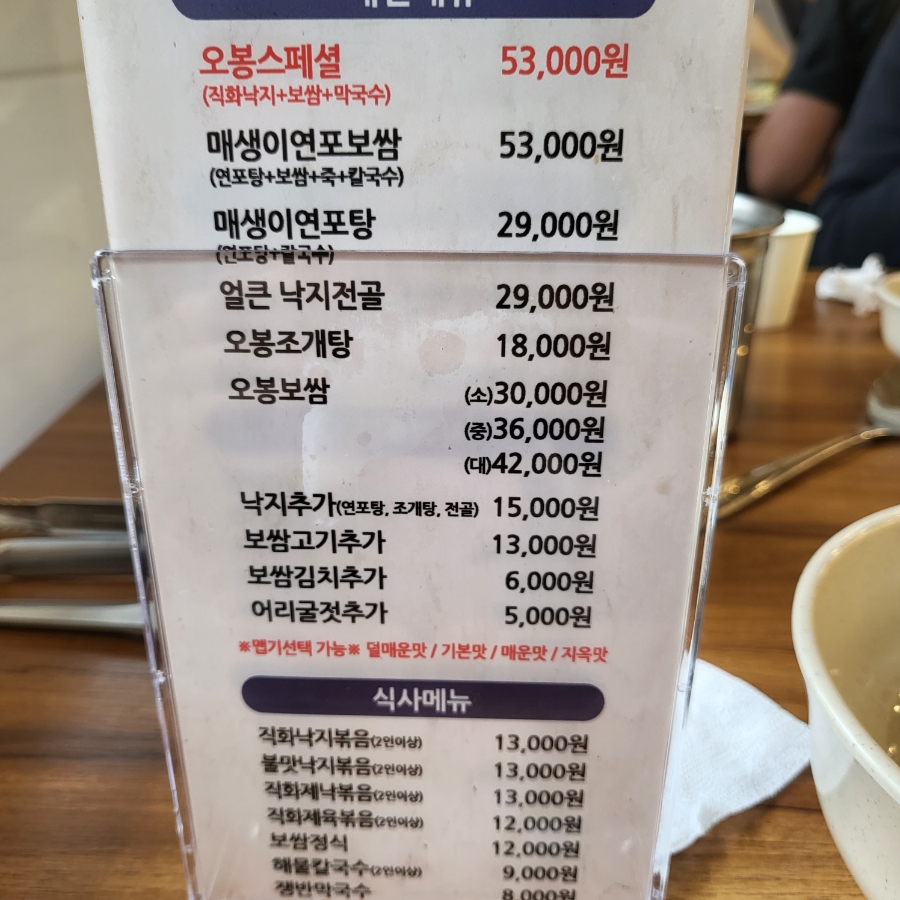 오봉스페셜 53,000원
(직화낙지+보쌈+막국수)
매생이연포보쌈 53,000원
(연포탕+보쌈+죽+칼국수)
매생이연포탕 29,000원
(연포탕+칼국수)
얼큰 낙지전골 29,000원
오봉조개탕 18,000원
오봉보쌈 (소)30,000원
(중)36,000원
(대)42,000원
낙지추가(연포탕, 조개탕, 전골) 15,000원
보쌈고기추가 13,000원
보쌈김치추가 6,000원
어리굴젓추가 5,000원
※맵기선택 가능※ 덜매운맛 / 기본맛 / 매운맛 / 지옥맛
식사메뉴
직화낙지볶음(2인이상) 13,000원
불맛낙지볶음(2인이상) 13,000원
직화제낙볶음(2인이상) 13,000원
직화제육볶음(2인이상) 12,000원
보쌈정식 12,000원
해물칼국수(2인이상) 9,000원
쟁반막국수 8,000원